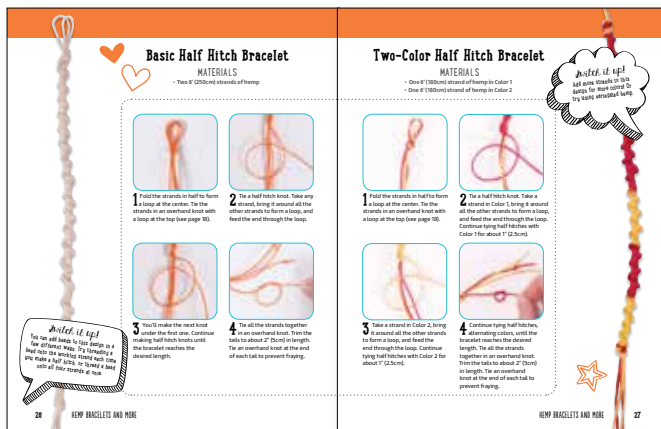 Basic Half Hitch Bracelet
MATERIALS
• Two 8' (250cm) strands of hemp
1 Fold the strands in half to form
a loop at the center. Tie the
strands in an overhand knot with
a loop at the top (see page 18).
2 Tie a half hitch knot. Take any
strand, bring it around all the
other strands to form a loop, and
feed the end through the loop.
3 You'll make the next knot
under the first one. Continue
making half hitch knots until
the bracelet reaches the
desired length.
4 Tie all the strands together
in an overhand knot. Trim the
tails to about 2" (5cm) in length.
Tie an overhand knot at the end
of each tail to prevent fraying.
Switch it up!
You can add beads to this design in a
few different ways. Try threading a
bead onto the working strand each time
you make a half hitch, or thread a bead
onto all four strands at once.
26 HEMP BRACELETS AND MORE
Two-Color Half Hitch Bracelet
MATERIALS
• One 6' (180cm) strand of hemp in Color 1
• One 6' (180cm) strand of hemp in Color 2
Switch it up!
Add more strands to this
design for more colors! Or
try using variegated hemp.
1 Fold the strands in half to form
a loop at the center. Tie the
strands in an overhand knot with
a loop at the top (see page 18).
2 Tie a half hitch knot. Take a
strand in Color 1, bring it around
all the other strands to form a loop,
and feed the end through the loop.
Continue tying half hitches with
Color 1 for about 1" (2.5cm).
3 Take a strand in Color 2, bring
it around all the other strands
to form a loop, and feed the
end through the loop. Continue
tying half hitches with Color 2 for
about 1" (2.5cm).
4 Continue tying half hitches,
alternating colors, until the
bracelet reaches the desired
length. Tie all the strands
together in an overhand knot.
Trim the tails to about 2" (5cm)
in length. Tie an overhand
knot at the end of each tail to
prevent fraying.
HEMP BRACELETS AND MORE 27